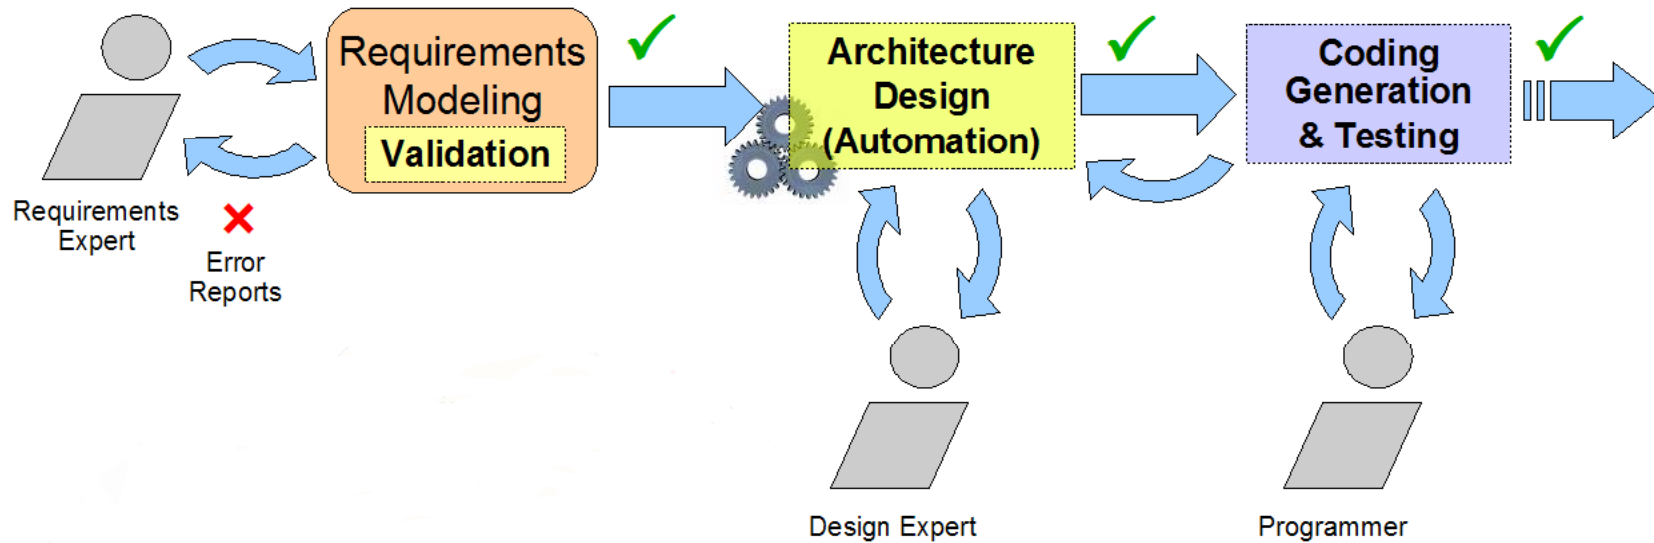 Requirements
Modeling
Validation
Architecture
Design
(Automation)
Coding
Generation
& Testing
Requirements
Expert
Error
Reports
Design Expert
Programmer